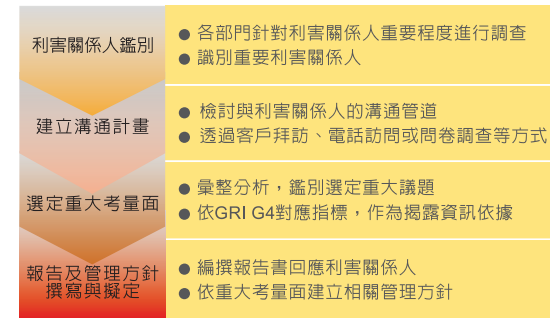 利害關係人鑑別
● 各部門針對利害關係人重要程度進行調查
● 識別重要利害關係人
建立溝通計畫
● 檢討與利害關係人的溝通管道
● 透過客戶拜訪、電話訪問或問卷調查等方式
選定重大考量面
● 彙整分析，鑑別選定重大議題
● 依GRI G4對應指標，作為揭露資訊依據
報告及管理方針
撰寫與擬定
● 編撰報告書回應利害關係人
● 依重大考量面建立相關管理方針